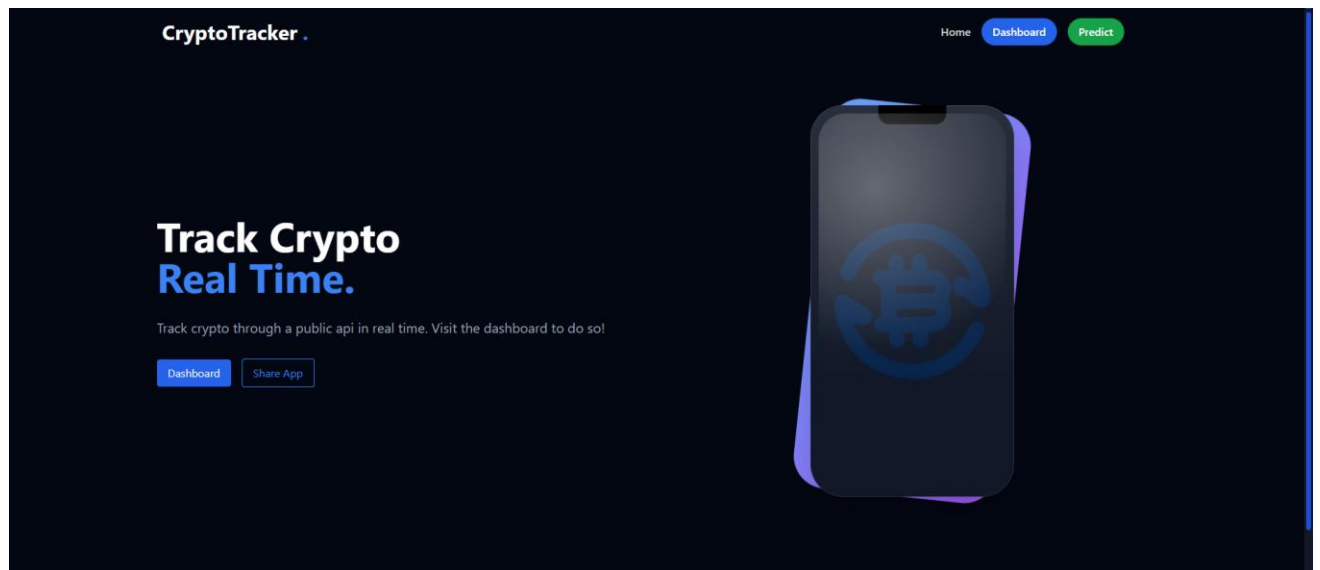 CryptoTracker .
Home Dashboard Predict
Track Crypto
Real Time.
Track crypto through a public api in real time. Visit the dashboard to do so!
Dashboard Share App